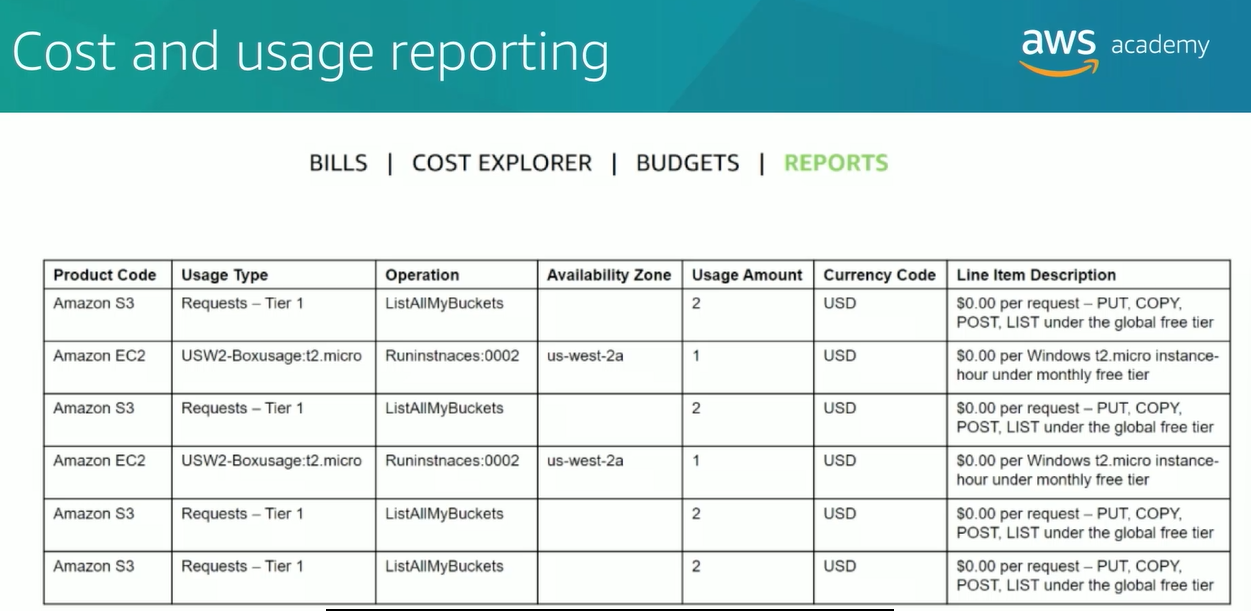 Cost and usage reporting
aws academy
BILLS | COST EXPLORER | BUDGETS | REPORTS
Product Code Usage Type Operation Availability Zone Usage Amount Currency Code Line Item Description
Amazon S3 Requests – Tier 1 ListAllMyBuckets 2 USD $0.00 per request – PUT, COPY,
POST, LIST under the global free tier
Amazon EC2 USW2-Boxusage:t2.micro Runinstnaces:0002 us-west-2a 1 USD $0.00 per Windows t2.micro instance-
hour under monthly free tier
Amazon S3 Requests – Tier 1 ListAllMyBuckets 2 USD $0.00 per request – PUT, COPY,
POST, LIST under the global free tier
Amazon EC2 USW2-Boxusage:t2.micro Runinstnaces:0002 us-west-2a 1 USD $0.00 per Windows t2.micro instance-
hour under monthly free tier
Amazon S3 Requests – Tier 1 ListAllMyBuckets 2 USD $0.00 per request – PUT, COPY,
POST, LIST under the global free tier
Amazon S3 Requests – Tier 1 ListAllMyBuckets 2 USD $0.00 per request – PUT, COPY,
POST, LIST under the global free tier